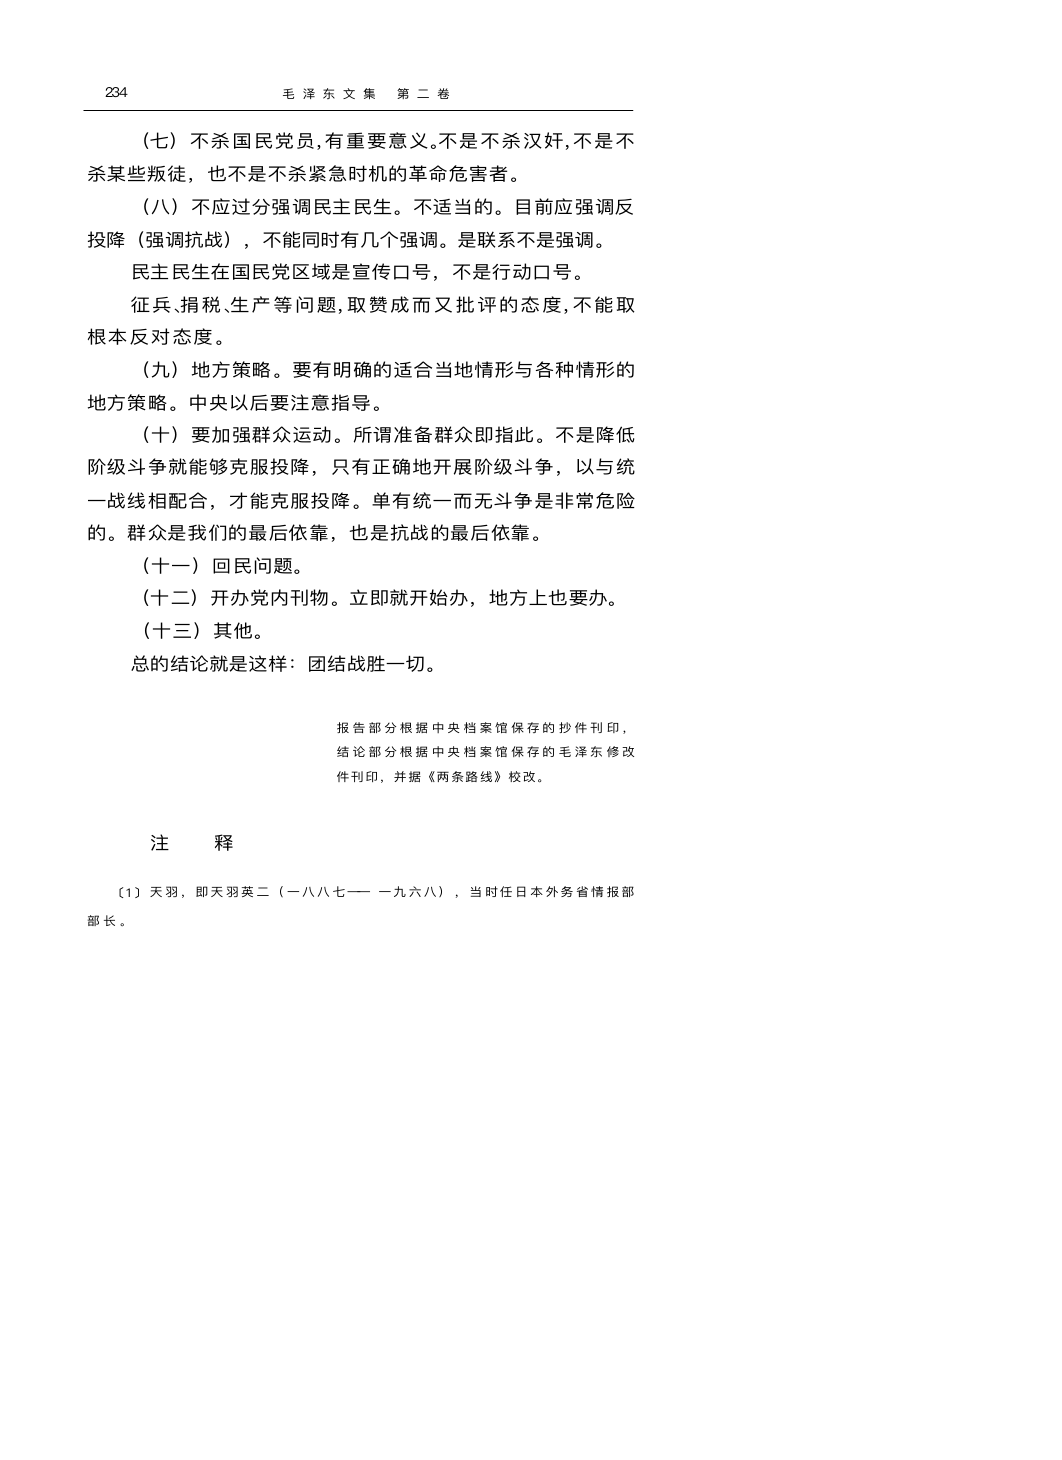 234 毛泽东文集 第二卷
（七）不杀国民党员,有重要意义。不是不杀汉奸,不是不
杀某些叛徒，也不是不杀紧急时机的革命危害者。
（八）不应过分强调民主民生。不适当的。目前应强调反
投降（强调抗战），不能同时有几个强调。是联系不是强调。
民主民生在国民党区域是宣传口号，不是行动口号。
征兵、捐税、生产等问题,取赞成而又批评的态度,不能取
根本反对态度。
（九）地方策略。要有明确的适合当地情形与各种情形的
地方策略。中央以后要注意指导。
（十）要加强群众运动。所谓准备群众即指此。不是降低
阶级斗争就能够克服投降，只有正确地开展阶级斗争，以与统
一战线相配合，才能克服投降。单有统一而无斗争是非常危险
的。群众是我们的最后依靠，也是抗战的最后依靠。
（十一）回民问题。
（十二）开办党内刊物。立即就开始办，地方上也要办。
（十三）其他。
总的结论就是这样：团结战胜一切。
报告部分根据中央档案馆保存的抄件刊印，
结论部分根据中央档案馆保存的毛泽东修改
件刊印，并据《两条路线》校改。
注 释
〔1〕天羽，即天羽英二（一八八七——一九六八），当时任日本外务省情报部
部长。